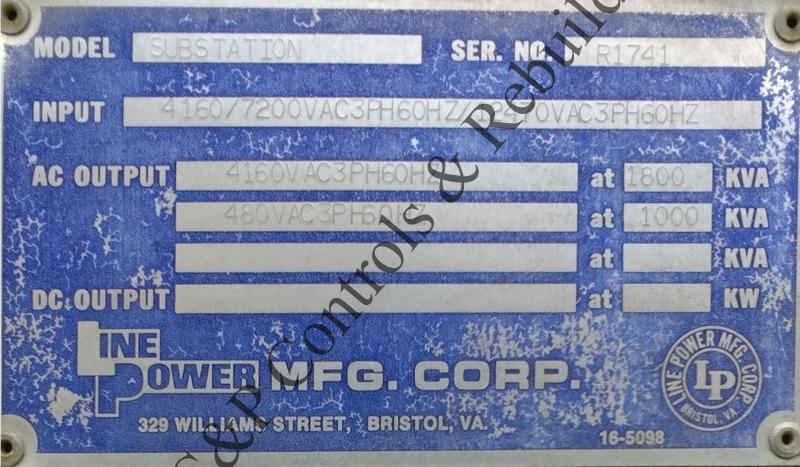 MODEL SUBSTATION SER. NO. R1741
INPUT 4160/7200VAC3PH60HZ/12470VAC3PH60HZ
AC OUTPUT 4160VAC3PH60HZ at 1800 KVA
480VAC3PH60HZ at 1000 KVA
at KVA
DC OUTPUT at KW
LINE
POWER MFG. CORP.
329 WILLIAMS STREET, BRISTOL, VA.
16-5098
LINE POWER MFG. CORP.
LP
BRISTOL, VA.
C&P Controls & Rebuild